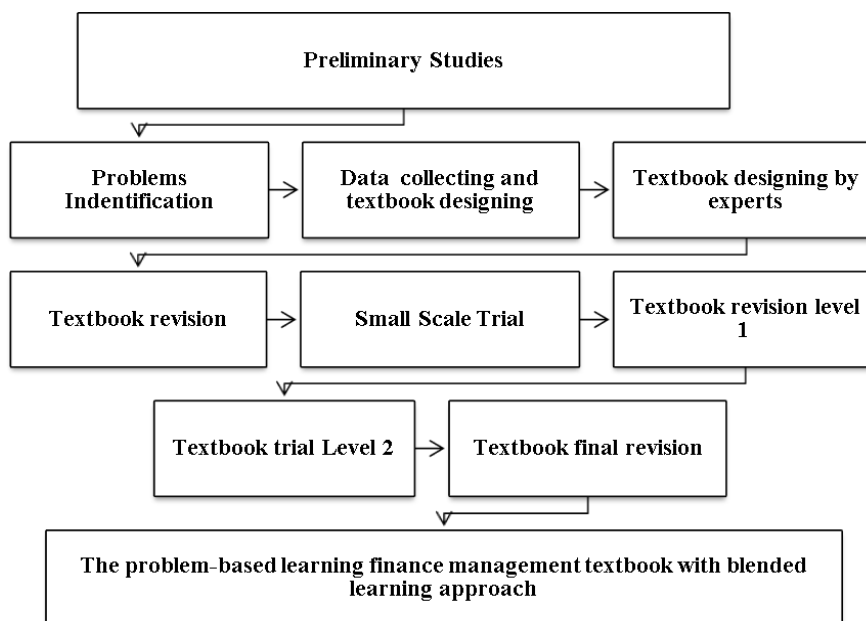 Preliminary Studies
Problems
Indentification
Data collecting and
textbook designing
Textbook designing by
experts
Textbook revision
Small Scale Trial
Textbook revision level
1
Textbook trial Level 2
Textbook final revision
The problem-based learning finance management textbook with blended
learning approach